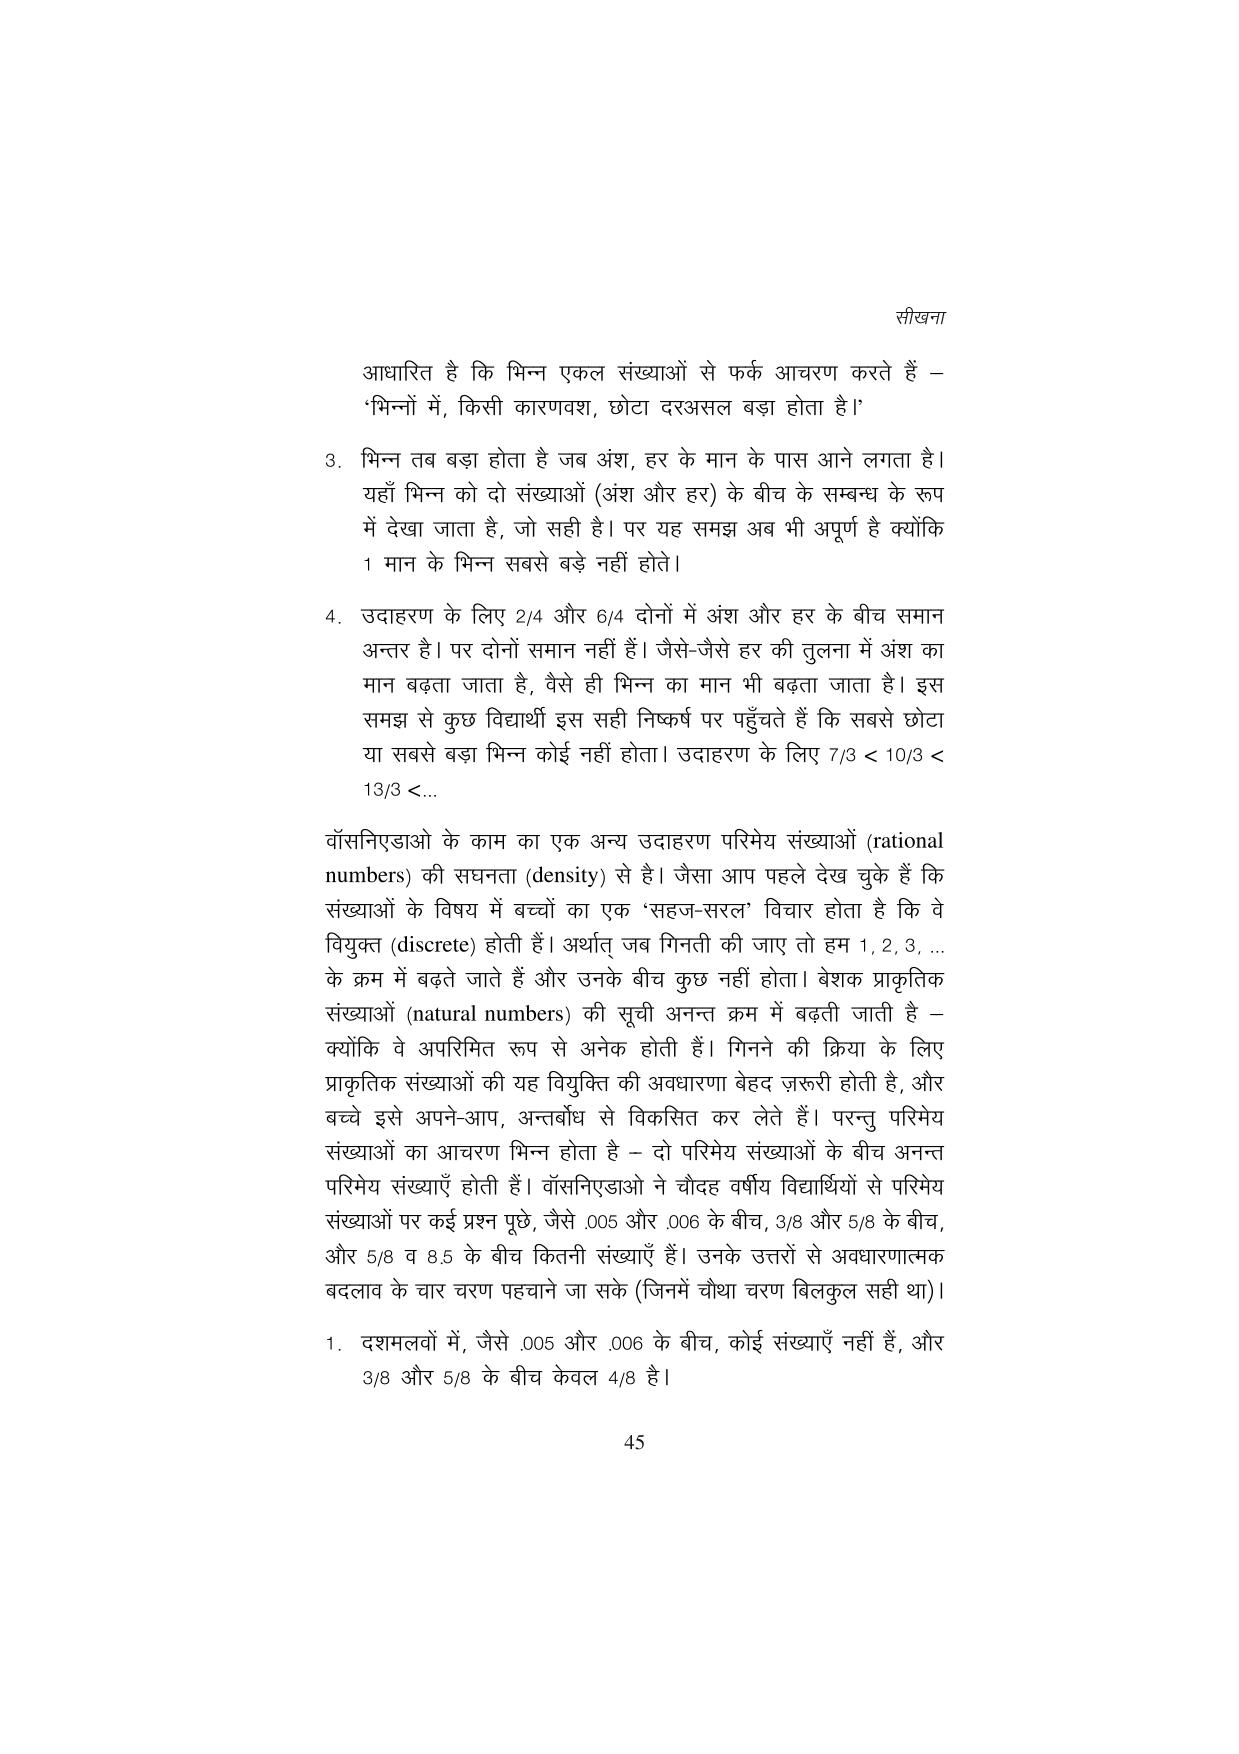 सीखना
आधारित है कि भिन्न एकल संख्याओं से फर्क आचरण करते हैं –
‘भिन्नों में, किसी कारणवश, छोटा दरअसल बड़ा होता है।’
3. भिन्न तब बड़ा होता है जब अंश, हर के मान के पास आने लगता है।
यहाँ भिन्न को दो संख्याओं (अंश और हर) के बीच के सम्बन्ध के रूप
में देखा जाता है, जो सही है। पर यह समझ अब भी अपूर्ण है क्योंकि
1 मान के भिन्न सबसे बड़े नहीं होते।
4. उदाहरण के लिए 2/4 और 6/4 दोनों में अंश और हर के बीच समान
अन्तर है। पर दोनों समान नहीं हैं। जैसे-जैसे हर की तुलना में अंश का
मान बढ़ता जाता है, वैसे ही भिन्न का मान भी बढ़ता जाता है। इस
समझ से कुछ विद्यार्थी इस सही निष्कर्ष पर पहुँचते हैं कि सबसे छोटा
या सबसे बड़ा भिन्न कोई नहीं होता। उदाहरण के लिए 7/3 < 10/3 <
13/3 <...
वॉसनिएडाओ के काम का एक अन्य उदाहरण परिमेय संख्याओं (rational
numbers) की सघनता (density) से है। जैसा आप पहले देख चुके हैं कि
संख्याओं के विषय में बच्चों का एक ‘सहज-सरल’ विचार होता है कि वे
वियुक्त (discrete) होती हैं। अर्थात् जब गिनती की जाए तो हम 1, 2, 3, ...
के क्रम में बढ़ते जाते हैं और उनके बीच कुछ नहीं होता। बेशक प्राकृतिक
संख्याओं (natural numbers) की सूची अनन्त क्रम में बढ़ती जाती है –
क्योंकि वे अपरिमित रूप से अनेक होती हैं। गिनने की क्रिया के लिए
प्राकृतिक संख्याओं की यह वियुक्ति की अवधारणा बेहद ज़रूरी होती है, और
बच्चे इसे अपने-आप, अन्तर्बोध से विकसित कर लेते हैं। परन्तु परिमेय
संख्याओं का आचरण भिन्न होता है – दो परिमेय संख्याओं के बीच अनन्त
परिमेय संख्याएँ होती हैं। वॉसनिएडाओ ने चौदह वर्षीय विद्यार्थियों से परिमेय
संख्याओं पर कई प्रश्न पूछे, जैसे .005 और .006 के बीच, 3/8 और 5/8 के बीच,
और 5/8 व 8.5 के बीच कितनी संख्याएँ हैं। उनके उत्तरों से अवधारणात्मक
बदलाव के चार चरण पहचाने जा सके (जिनमें चौथा चरण बिलकुल सही था)।
1. दशमलवों में, जैसे .005 और .006 के बीच, कोई संख्याएँ नहीं हैं, और
3/8 और 5/8 के बीच केवल 4/8 है।
45